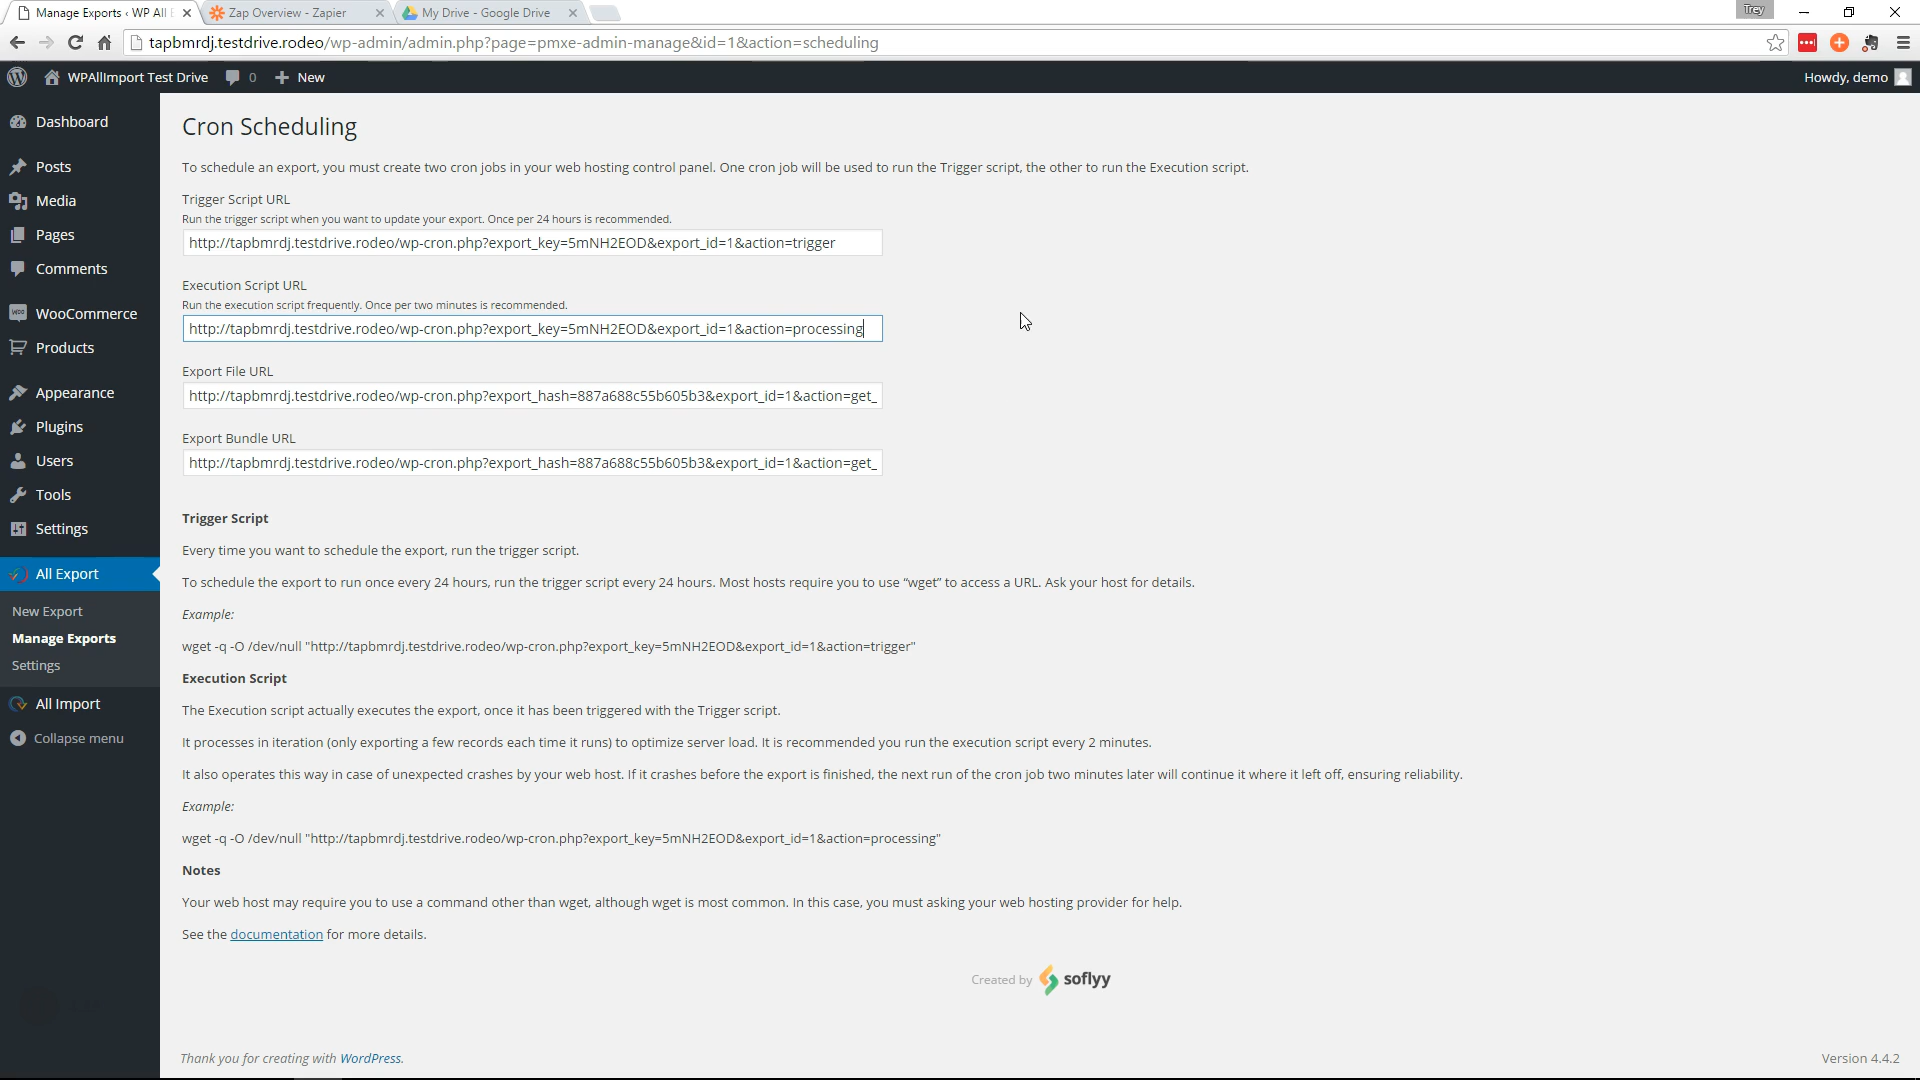 Manage Exports ‹ WP All E
Zap Overview - Zapier
My Drive - Google Drive
Trey
tapbmrdj.testdrive.rodeo/wp-admin/admin.php?page=pmxe-admin-manage&id=1&action=scheduling
WPAllImport Test Drive
0
New
Howdy, demo
Dashboard
Posts
Media
Pages
Comments
WooCommerce
Products
Appearance
Plugins
Users
Tools
Settings
All Export
New Export
Manage Exports
Settings
All Import
Collapse menu
Cron Scheduling
To schedule an export, you must create two cron jobs in your web hosting control panel. One cron job will be used to run the Trigger script, the other to run the Execution script.
Trigger Script URL
Run the trigger script when you want to update your export. Once per 24 hours is recommended.
http://tapbmrdj.testdrive.rodeo/wp-cron.php?export_key=5mNH2EOD&export_id=1&action=trigger
Execution Script URL
Run the execution script frequently. Once per two minutes is recommended.
http://tapbmrdj.testdrive.rodeo/wp-cron.php?export_key=5mNH2EOD&export_id=1&action=processing
Export File URL
http://tapbmrdj.testdrive.rodeo/wp-cron.php?export_hash=887a688c55b605b3&export_id=1&action=get_
Export Bundle URL
http://tapbmrdj.testdrive.rodeo/wp-cron.php?export_hash=887a688c55b605b3&export_id=1&action=get_
Trigger Script
Every time you want to schedule the export, run the trigger script.
To schedule the export to run once every 24 hours, run the trigger script every 24 hours. Most hosts require you to use “wget” to access a URL. Ask your host for details.
Example:
wget -q -O /dev/null "http://tapbmrdj.testdrive.rodeo/wp-cron.php?export_key=5mNH2EOD&export_id=1&action=trigger"
Execution Script
The Execution script actually executes the export, once it has been triggered with the Trigger script.
It processes in iteration (only exporting a few records each time it runs) to optimize server load. It is recommended you run the execution script every 2 minutes.
It also operates this way in case of unexpected crashes by your web host. If it crashes before the export is finished, the next run of the cron job two minutes later will continue it where it left off, ensuring reliability.
Example:
wget -q -O /dev/null "http://tapbmrdj.testdrive.rodeo/wp-cron.php?export_key=5mNH2EOD&export_id=1&action=processing"
Notes
Your web host may require you to use a command other than wget, although wget is most common. In this case, you must asking your web hosting provider for help.
See the documentation for more details.
Created by soflyy
Thank you for creating with WordPress.
Version 4.4.2